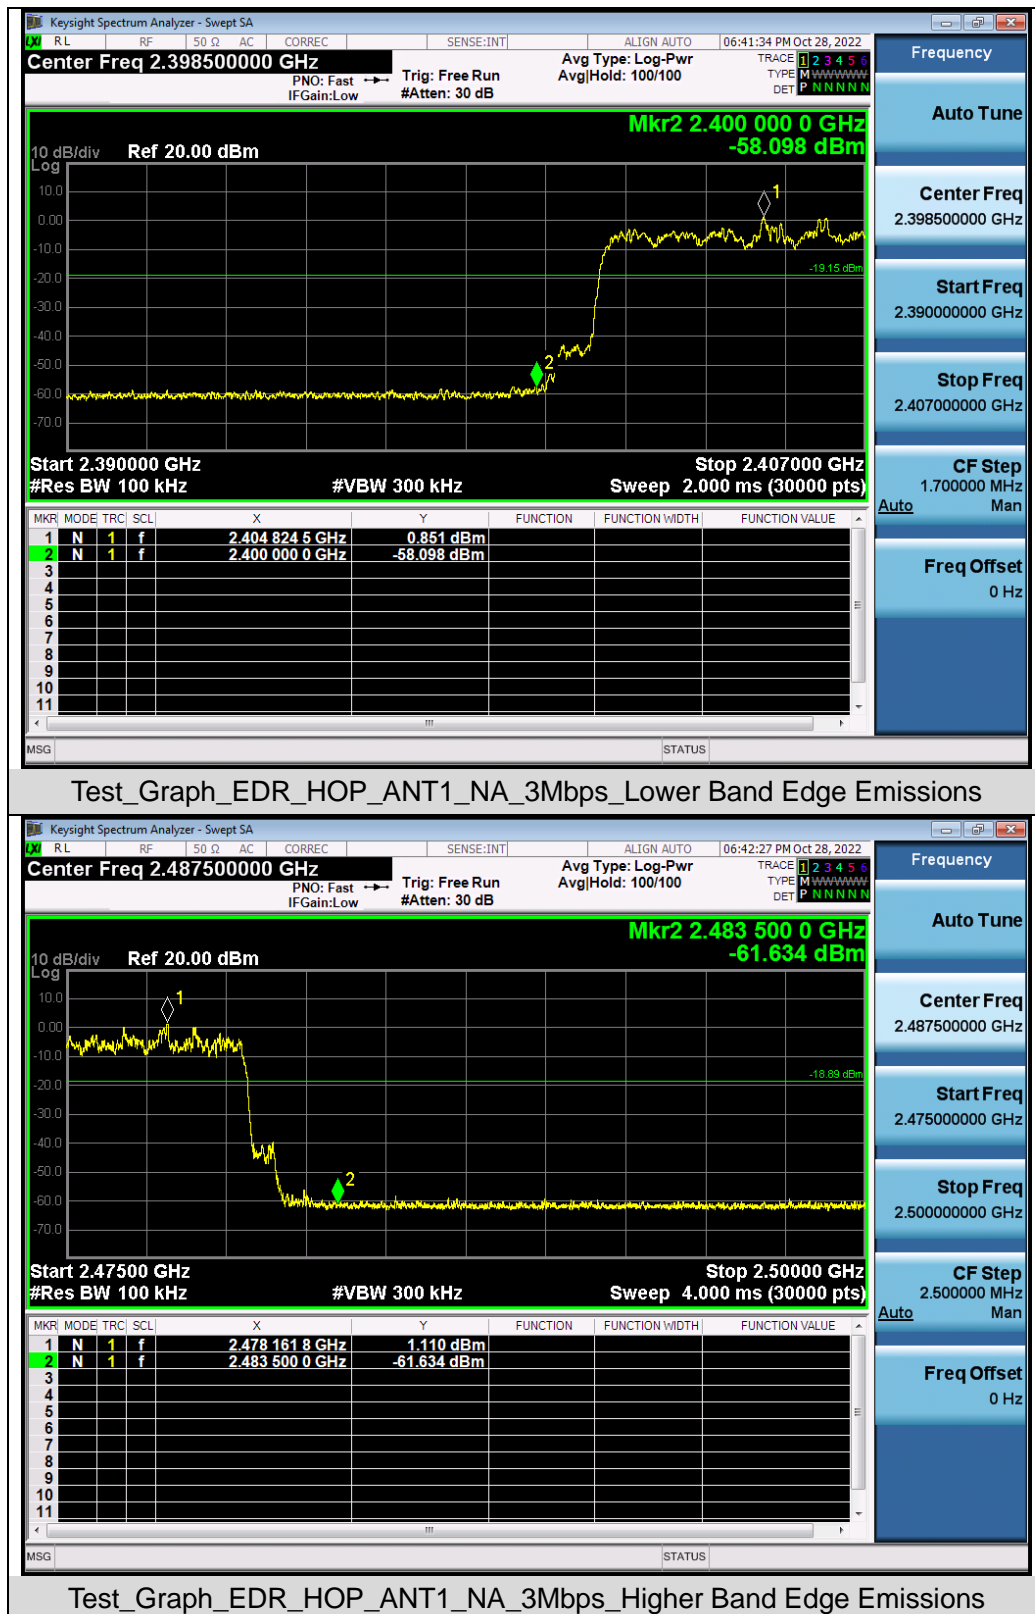 Keysight Spectrum Analyzer - Swept SA
LXI RL RF 50 Ω AC CORREC SENSE:INT ALIGN AUTO 06:41:34 PM Oct 28, 2022
Center Freq 2.398500000 GHz
PNO: Fast
IFGain:Low
Trig: Free Run
#Atten: 30 dB
Avg Type: Log-Pwr
Avg|Hold: 100/100
TRACE 1 2 3 4 5 6
TYPE M WWWWW
DET P N N N N N
Mkr2 2.400 000 0 GHz
-58.098 dBm
10 dB/div
Log
Ref 20.00 dBm
10.0
0.00
-10.0
-20.0
-30.0
-40.0
-50.0
-60.0
-70.0
1
-19.15 dBm
2
Start 2.390000 GHz
Stop 2.407000 GHz
#Res BW 100 kHz
#VBW 300 kHz
Sweep 2.000 ms (30000 pts)
MKR MODE TRC SCL X Y FUNCTION FUNCTION WIDTH FUNCTION VALUE
1 N 1 f 2.404 824 5 GHz 0.851 dBm
2 N 1 f 2.400 000 0 GHz -58.098 dBm
3
4
5
6
7
8
9
10
11
MSG
STATUS
Frequency
Auto Tune
Center Freq
2.398500000 GHz
Start Freq
2.390000000 GHz
Stop Freq
2.407000000 GHz
CF Step
1.700000 MHz
Auto Man
Freq Offset
0 Hz
Test_Graph_EDR_HOP_ANT1_NA_3Mbps_Lower Band Edge Emissions
Keysight Spectrum Analyzer - Swept SA
LXI RL RF 50 Ω AC CORREC SENSE:INT ALIGN AUTO 06:42:27 PM Oct 28, 2022
Center Freq 2.487500000 GHz
PNO: Fast
IFGain:Low
Trig: Free Run
#Atten: 30 dB
Avg Type: Log-Pwr
Avg|Hold: 100/100
TRACE 1 2 3 4 5 6
TYPE M WWWWW
DET P N N N N N
Mkr2 2.483 500 0 GHz
-61.634 dBm
10 dB/div
Log
Ref 20.00 dBm
10.0
0.00
-10.0
-20.0
-30.0
-40.0
-50.0
-60.0
-70.0
1
-18.89 dBm
2
Start 2.47500 GHz
Stop 2.50000 GHz
#Res BW 100 kHz
#VBW 300 kHz
Sweep 4.000 ms (30000 pts)
MKR MODE TRC SCL X Y FUNCTION FUNCTION WIDTH FUNCTION VALUE
1 N 1 f 2.478 161 8 GHz 1.110 dBm
2 N 1 f 2.483 500 0 GHz -61.634 dBm
3
4
5
6
7
8
9
10
11
MSG
STATUS
Frequency
Auto Tune
Center Freq
2.487500000 GHz
Start Freq
2.475000000 GHz
Stop Freq
2.500000000 GHz
CF Step
2.500000 MHz
Auto Man
Freq Offset
0 Hz
Test_Graph_EDR_HOP_ANT1_NA_3Mbps_Higher Band Edge Emissions